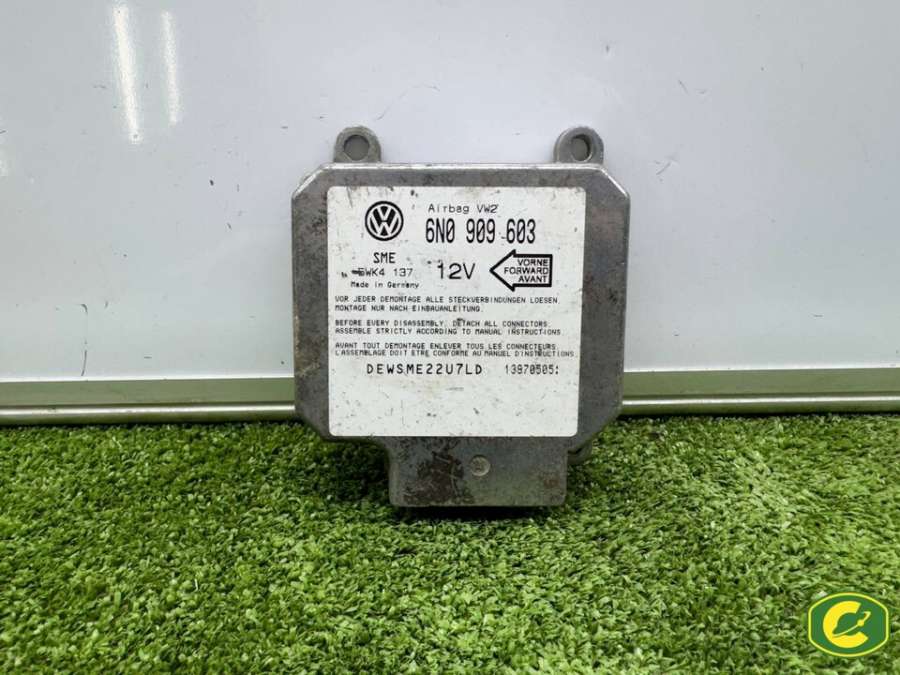 Airbag VW2
6N0 909 603
SME
5WK4 137
12V
VORNE
FORWARD
AVANT
Made in Germany
VOR JEDER DEMONTAGE ALLE STECKVERBINDUNGEN LOESEN.
MONTAGE NUR NACH EINBAUANLEITUNG.
BEFORE EVERY DISASSEMBLY, DETACH ALL CONNECTORS.
ASSEMBLE STRICTLY ACCORDING TO MANUAL INSTRUCTIONS.
AVANT TOUT DEMONTAGE ENLEVER TOUS LES CONNECTEURS.
L'ASSEMBLAGE DOIT ETRE CONFORME AU MANUEL D'INSTRUCTIONS.
DEWSME22U7LD 13970505: